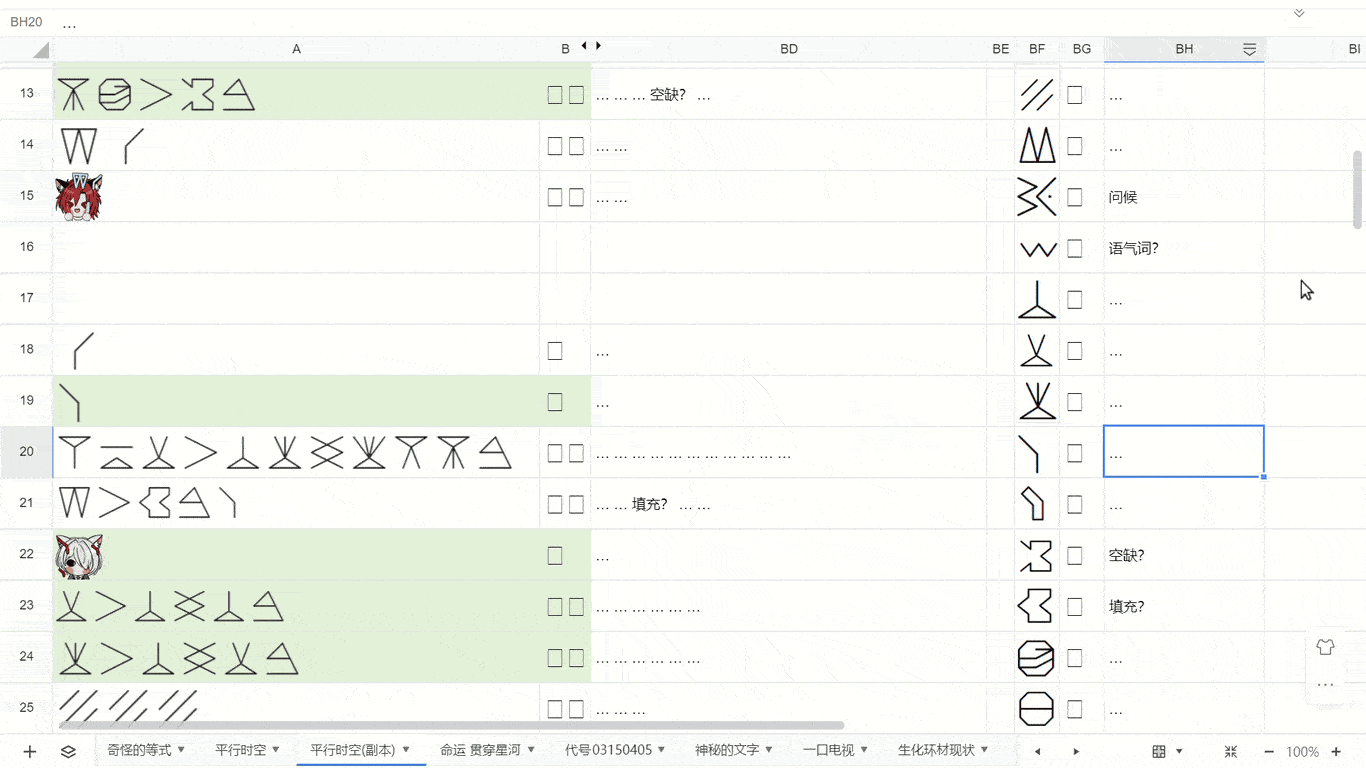 BH20 ...
A B BD BE BF BG BH BI
13 □ □ ... ... ... 空缺? ... □ ...
14 □ □ ... ... □ ...
15 □ □ ... ... □ 问候
16 □ 语气词?
17 □ ...
18 □ ... □ ...
19 □ ... □ ...
20 □ □ ... ... ... ... ... ... ... ... ... ... ... □ ...
21 □ □ ... ... 填充? ... ... □ ...
22 □ ... □ 空缺?
23 □ □ ... ... ... ... ... ... □ 填充?
24 □ □ ... ... ... ... ... ... □ ...
25 □ □ ... ... ... □ ...
奇怪的等式 平行时空 平行时空(副本) 命运 贯穿星河 代号03150405 神秘的文字 一口电视 生化环材现状 100%